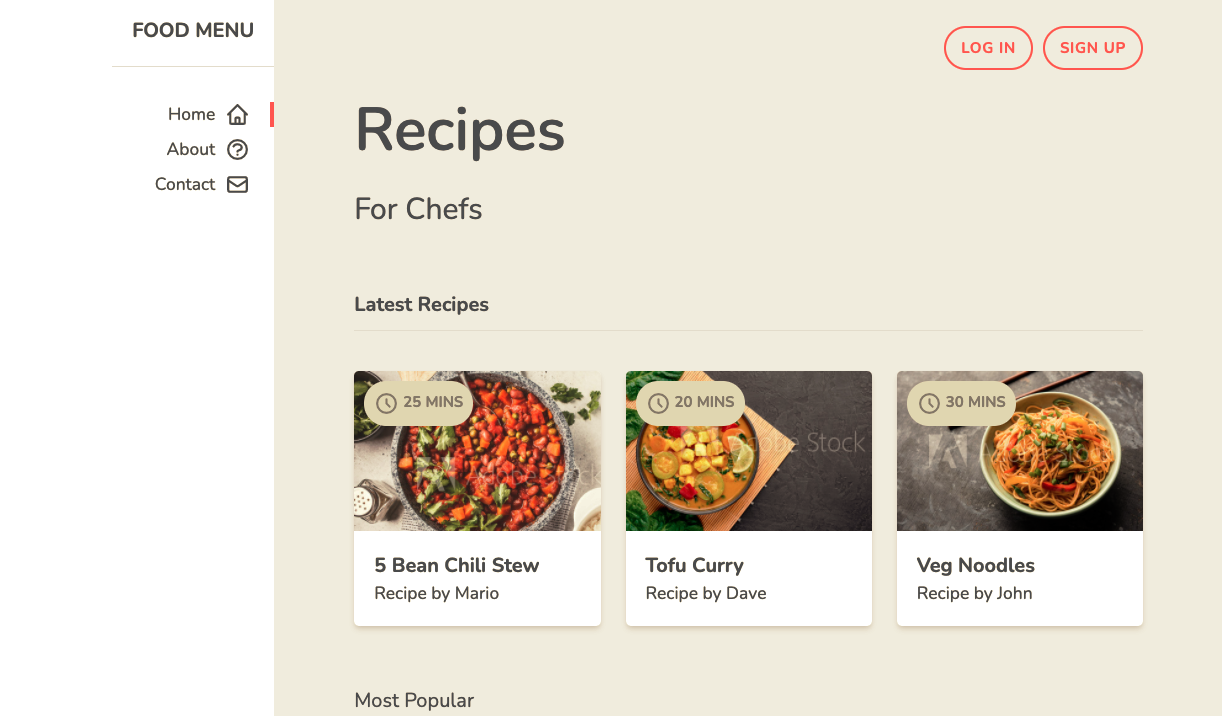 FOOD MENU
LOG IN
SIGN UP
Home
About
Contact
Recipes
For Chefs
Latest Recipes
25 MINS
20 MINS
30 MINS
Adobe Stock
5 Bean Chili Stew
Tofu Curry
Veg Noodles
Recipe by Mario
Recipe by Dave
Recipe by John
Most Popular